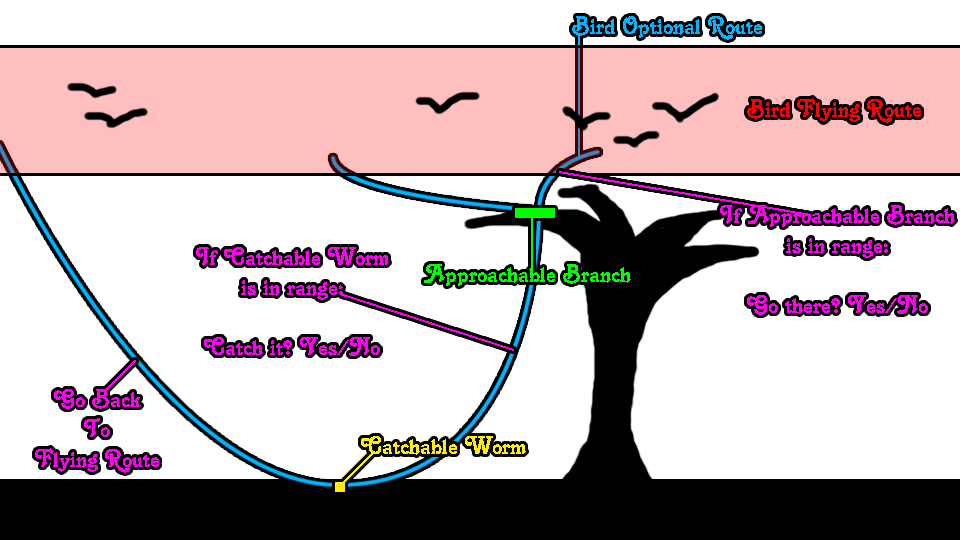 Bird Optional Route
Bird Flying Route
If Approachable Branch
is in range:
Go there? Yes/No
If Catchable Worm
is in range:
Catch it? Yes/No
Approachable Branch
Go Back
To
Flying Route
Catchable Worm